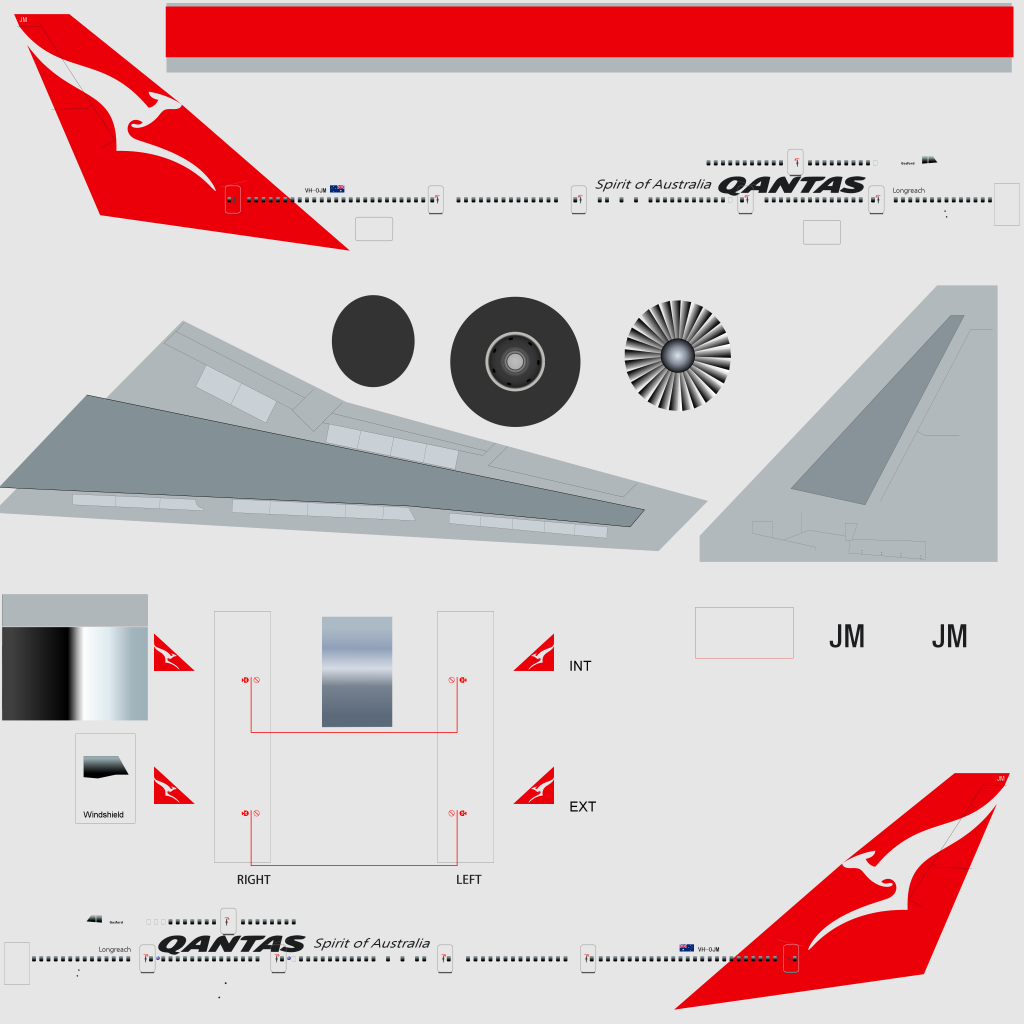 JM
VH-OJM
Spirit of Australia
QANTAS
Longreach
INT
JM
JM
Windshield
EXT
RIGHT
LEFT
JM
QANTAS
Spirit of Australia
Longreach
VH-OJM